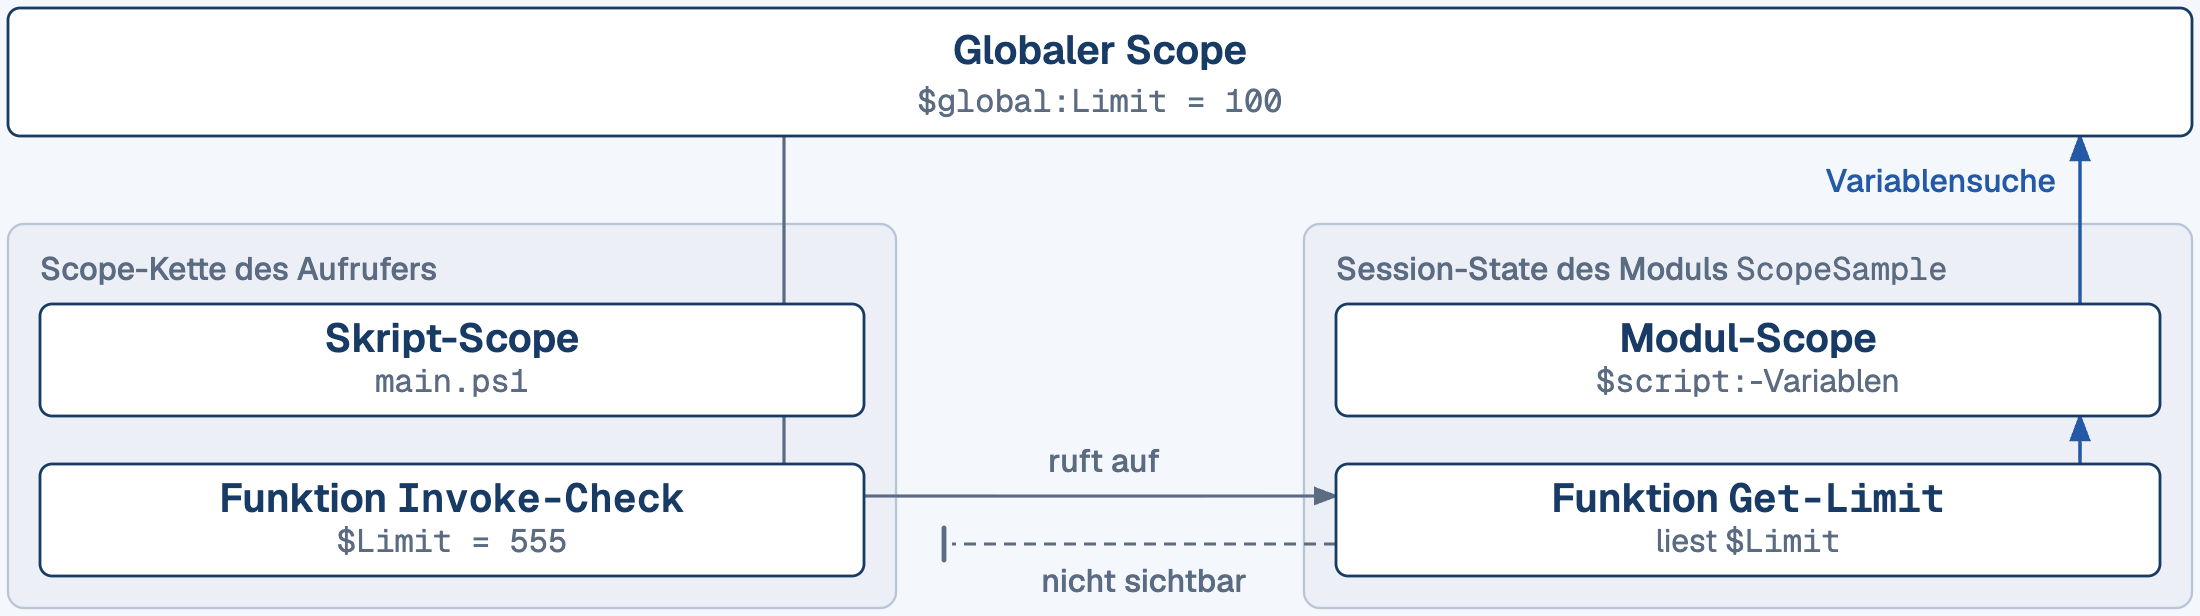 Globaler Scope
$global:Limit = 100
Variablensuche
Scope-Kette des Aufrufers
Skript-Scope
main.ps1
Funktion Invoke-Check
$Limit = 555
ruft auf
nicht sichtbar
Session-State des Moduls ScopeSample
Modul-Scope
$script:-Variablen
Funktion Get-Limit
liest $Limit